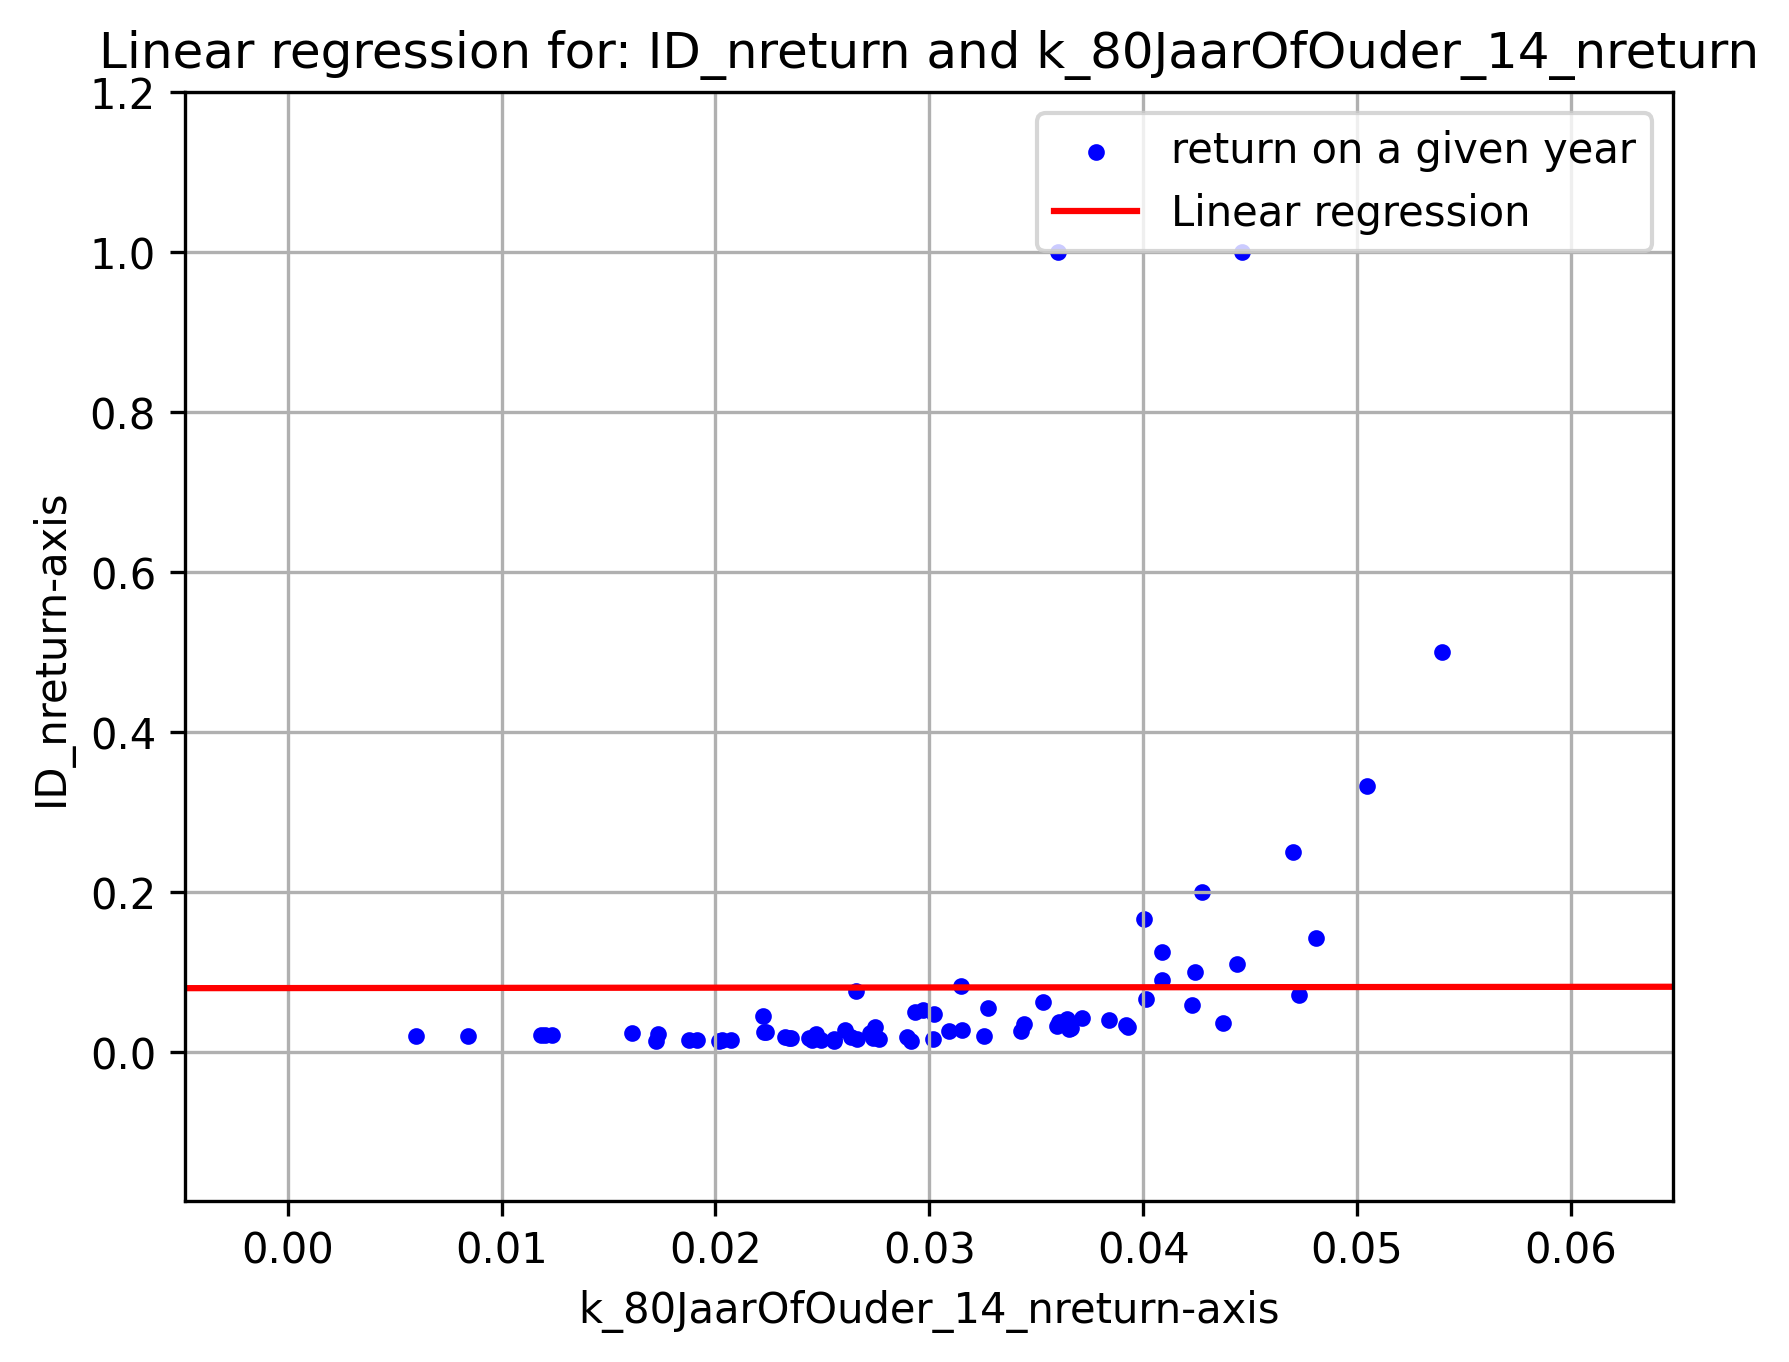 Linear regression for: ID_nreturn and k_80JaarOfOuder_14_nreturn
return on a given year
Linear regression
ID_nreturn-axis
1.2
1.0
0.8
0.6
0.4
0.2
0.0
0.00 0.01 0.02 0.03 0.04 0.05 0.06
k_80JaarOfOuder_14_nreturn-axis